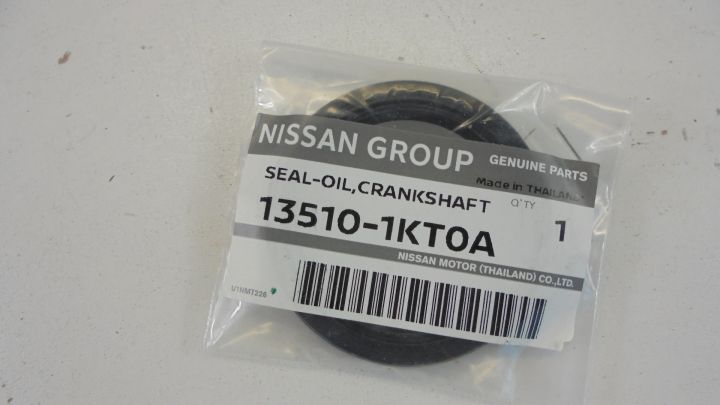 NISSAN GROUP GENUINE PARTS
Made in THAILAND
SEAL-OIL,CRANKSHAFT Q'TY
13510-1KT0A 1
NISSAN MOTOR (THAILAND) CO.,LTD.
U1NMT226